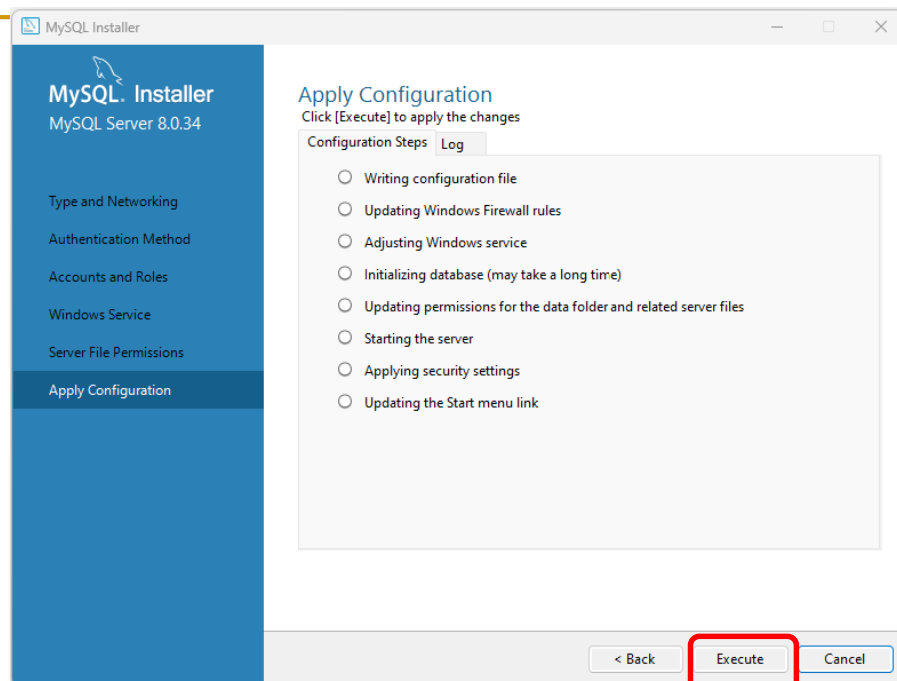 MySQL Installer
MySQL. Installer
MySQL Server 8.0.34
Type and Networking
Authentication Method
Accounts and Roles
Windows Service
Server File Permissions
Apply Configuration
Apply Configuration
Click [Execute] to apply the changes
Configuration Steps Log
Writing configuration file
Updating Windows Firewall rules
Adjusting Windows service
Initializing database (may take a long time)
Updating permissions for the data folder and related server files
Starting the server
Applying security settings
Updating the Start menu link
< Back Execute Cancel